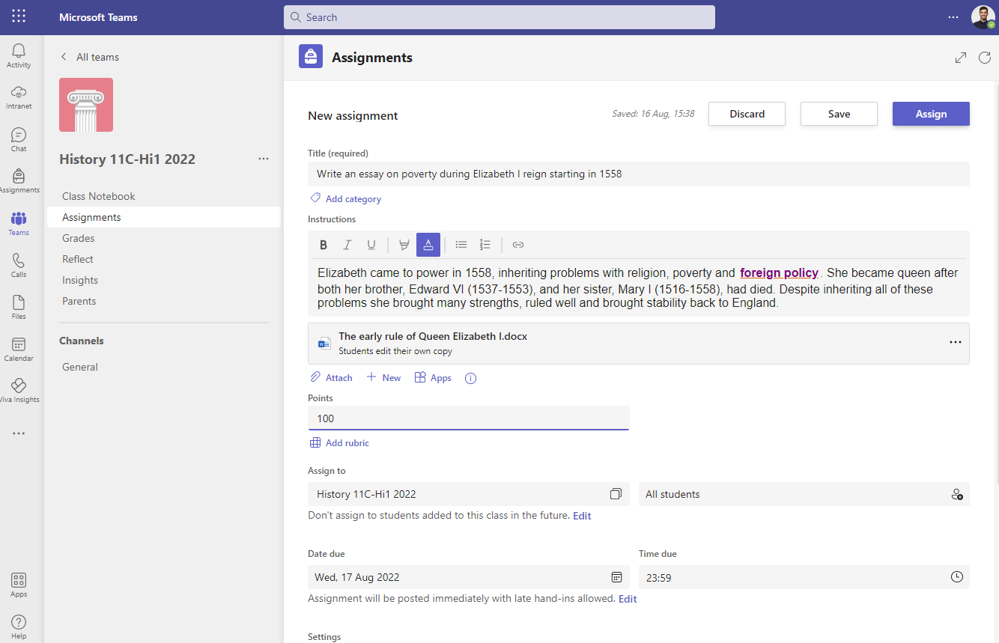 Microsoft Teams
Search
Activity
Intranet
Chat
Assignments
Teams
Calls
Files
Calendar
Viva Insights
Apps
Help
All teams
History 11C-Hi1 2022
Class Notebook
Assignments
Grades
Reflect
Insights
Parents
Channels
General
Assignments
New assignment
Saved: 16 Aug, 15:38
Discard
Save
Assign
Title (required)
Write an essay on poverty during Elizabeth I reign starting in 1558
Add category
Instructions
B I U A
Elizabeth came to power in 1558, inheriting problems with religion, poverty and foreign policy. She became queen after
both her brother, Edward VI (1537-1553), and her sister, Mary I (1516-1558), had died. Despite inheriting all of these
problems she brought many strengths, ruled well and brought stability back to England.
The early rule of Queen Elizabeth I.docx
Students edit their own copy
Attach
New
Apps
Points
100
Add rubric
Assign to
History 11C-Hi1 2022
All students
Don't assign to students added to this class in the future. Edit
Date due
Time due
Wed, 17 Aug 2022
23:59
Assignment will be posted immediately with late hand-ins allowed. Edit
Settings